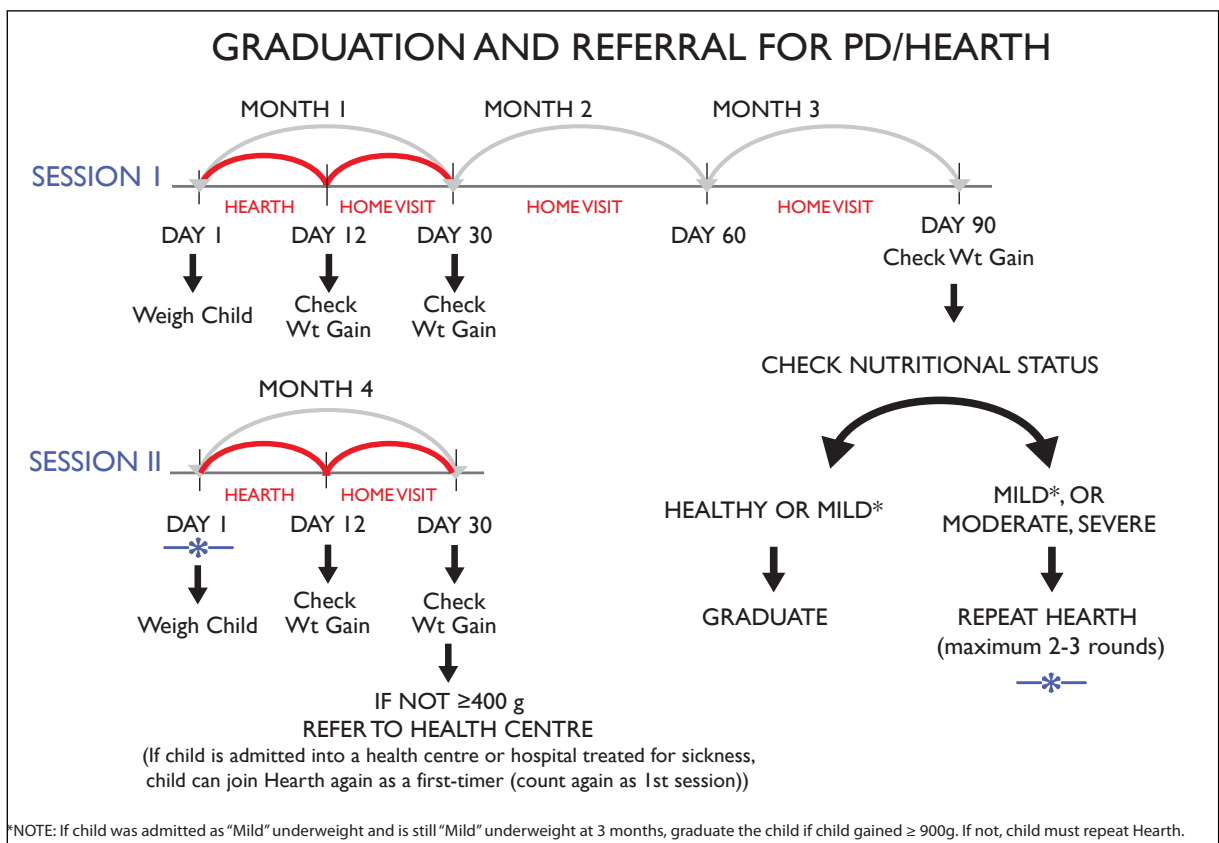 GRADUATION AND REFERRAL FOR PD/HEARTH
MONTH 1
MONTH 2
MONTH 3
SESSION I
HEARTH
HOME VISIT
HOME VISIT
HOME VISIT
DAY 1
DAY 12
DAY 30
DAY 60
DAY 90
Check Wt Gain
Weigh Child
Check
Wt Gain
Check
Wt Gain
CHECK NUTRITIONAL STATUS
HEALTHY OR MILD*
GRADUATE
MILD*, OR
MODERATE, SEVERE
REPEAT HEARTH
(maximum 2-3 rounds)
MONTH 4
SESSION II
HEARTH
HOME VISIT
DAY 1
DAY 12
DAY 30
Weigh Child
Check
Wt Gain
Check
Wt Gain
IF NOT ≥400 g
REFER TO HEALTH CENTRE
(If child is admitted into a health centre or hospital treated for sickness,
child can join Hearth again as a first-timer (count again as 1st session))
*NOTE: If child was admitted as “Mild” underweight and is still “Mild” underweight at 3 months, graduate the child if child gained ≥ 900g. If not, child must repeat Hearth.